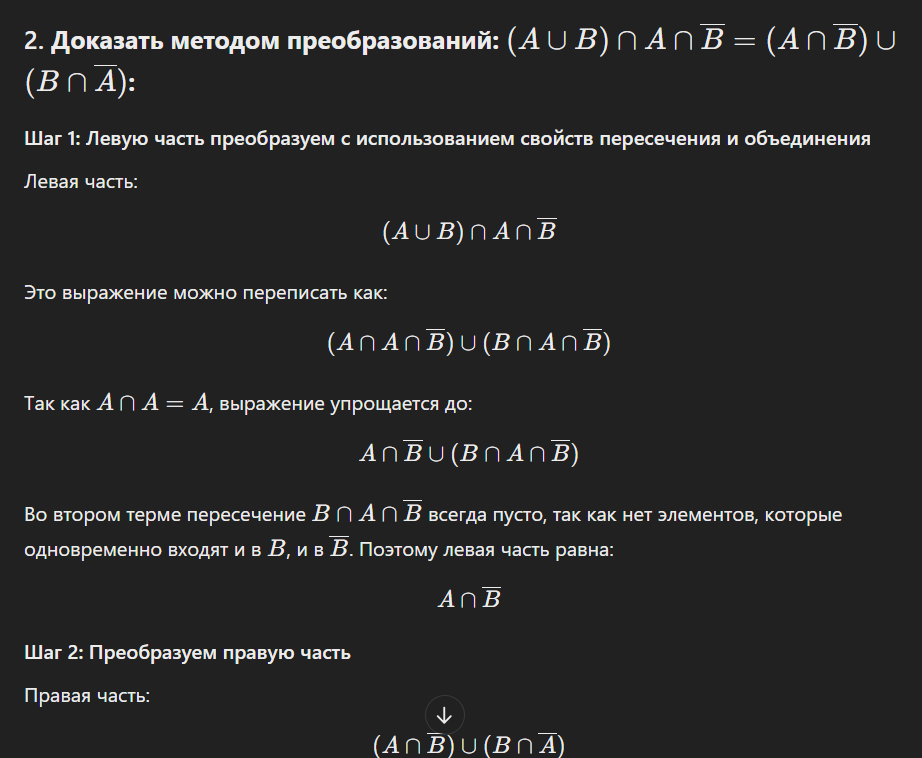 2. Доказать методом преобразований: (A ∪ B) ∩ A ∩ B̅ = (A ∩ B̅) ∪
(B ∩ A̅):
Шаг 1: Левую часть преобразуем с использованием свойств пересечения и объединения
Левая часть:
(A ∪ B) ∩ A ∩ B̅
Это выражение можно переписать как:
(A ∩ A ∩ B̅) ∪ (B ∩ A ∩ B̅)
Так как A ∩ A = A, выражение упрощается до:
A ∩ B̅ ∪ (B ∩ A ∩ B̅)
Во втором терме пересечение B ∩ A ∩ B̅ всегда пусто, так как нет элементов, которые
одновременно входят и в B, и в B̅. Поэтому левая часть равна:
A ∩ B̅
Шаг 2: Преобразуем правую часть
Правая часть:
(A ∩ B̅) ∪ (B ∩ A̅)